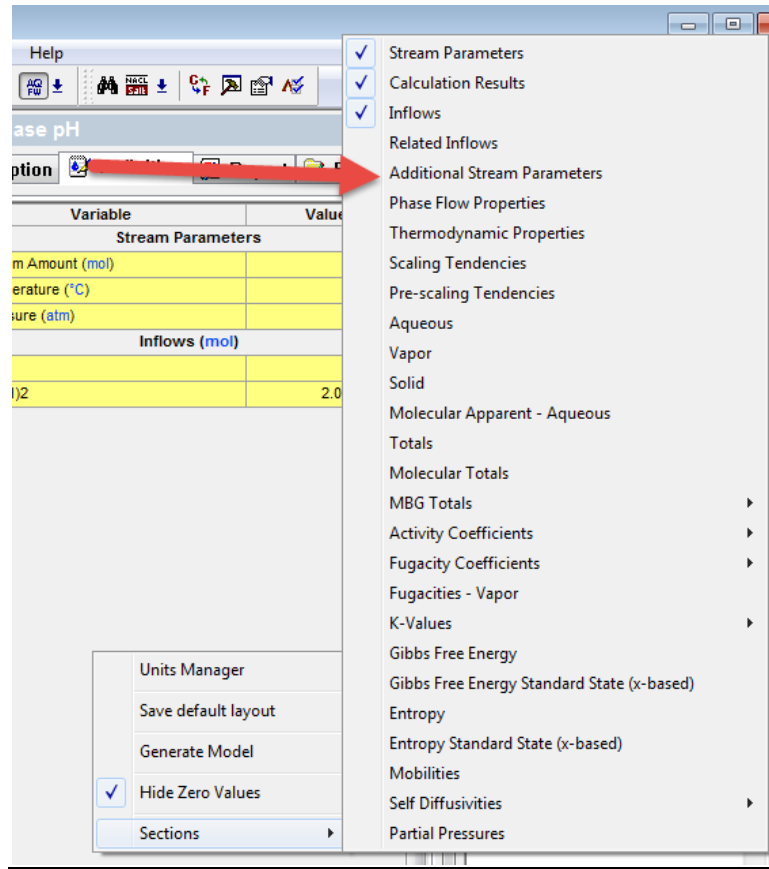 Help
Stream Parameters
Calculation Results
Inflows
Related Inflows
Additional Stream Parameters
Phase Flow Properties
Thermodynamic Properties
Scaling Tendencies
Pre-scaling Tendencies
Aqueous
Vapor
Solid
Molecular Apparent - Aqueous
Totals
Molecular Totals
MBG Totals
Activity Coefficients
Fugacity Coefficients
Fugacities - Vapor
K-Values
Gibbs Free Energy
Gibbs Free Energy Standard State (x-based)
Entropy
Entropy Standard State (x-based)
Mobilities
Self Diffusivities
Partial Pressures
ase pH
ption
Variable Value
Stream Parameters
m Amount (mol)
erature (°C)
sure (atm)
Inflows (mol)
)2 2.0
Units Manager
Save default layout
Generate Model
Hide Zero Values
Sections